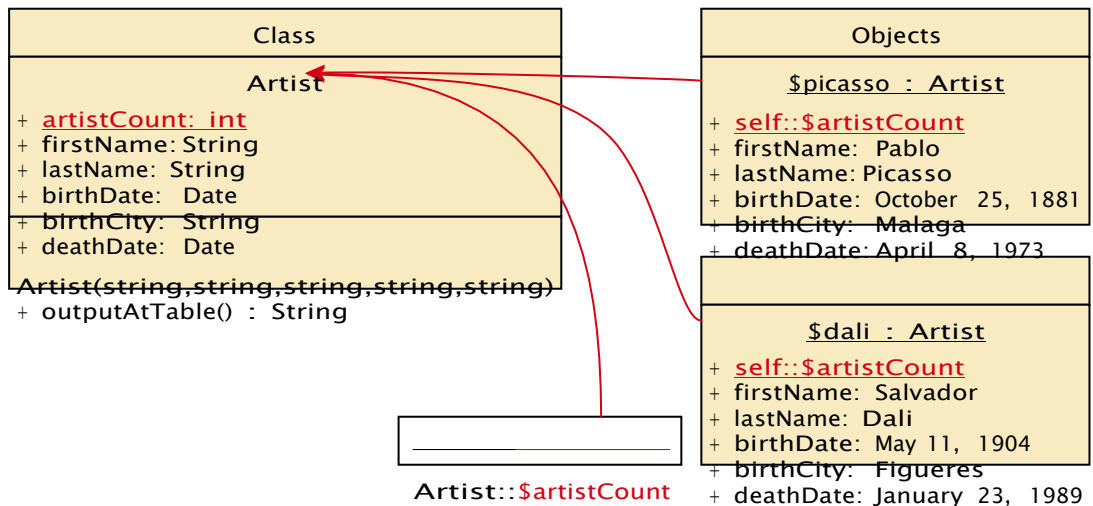 Class
Artist
+ artistCount: int
+ firstName: String
+ lastName: String
+ birthDate: Date
+ birthCity: String
+ deathDate: Date
Artist(string,string,string,string,string)
+ outputAtTable() : String
Objects
$picasso : Artist
+ self::$artistCount
+ firstName: Pablo
+ lastName: Picasso
+ birthDate: October 25, 1881
+ birthCity: Malaga
+ deathDate: April 8, 1973
$dali : Artist
+ self::$artistCount
+ firstName: Salvador
+ lastName: Dali
+ birthDate: May 11, 1904
+ birthCity: Figueres
+ deathDate: January 23, 1989
Artist::$artistCount